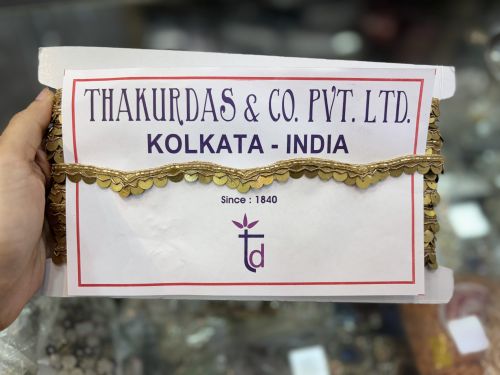 THAKURDAS & CO. PVT. LTD.
KOLKATA - INDIA
Since : 1840
td